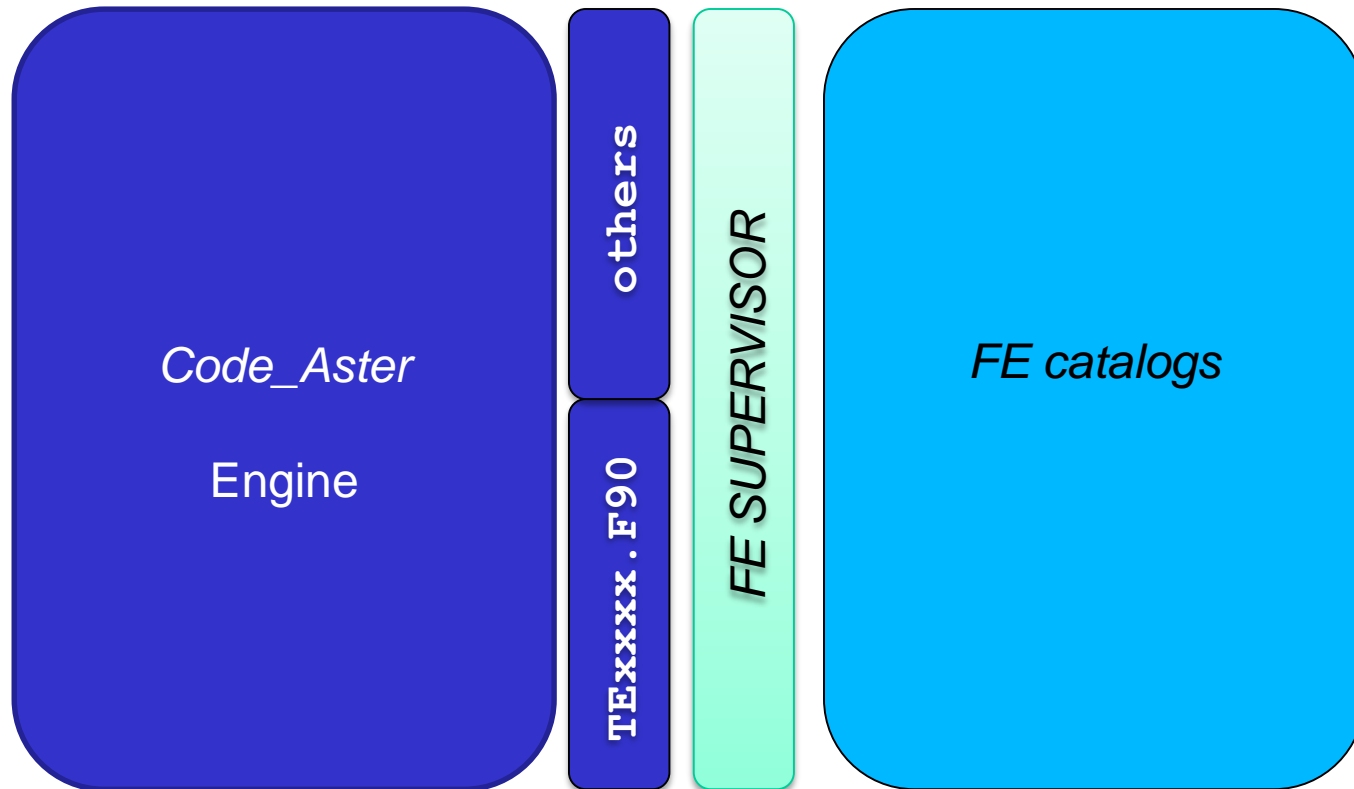 Code_Aster
Engine
others
TExxxx.F90
FE SUPERVISOR
FE catalogs